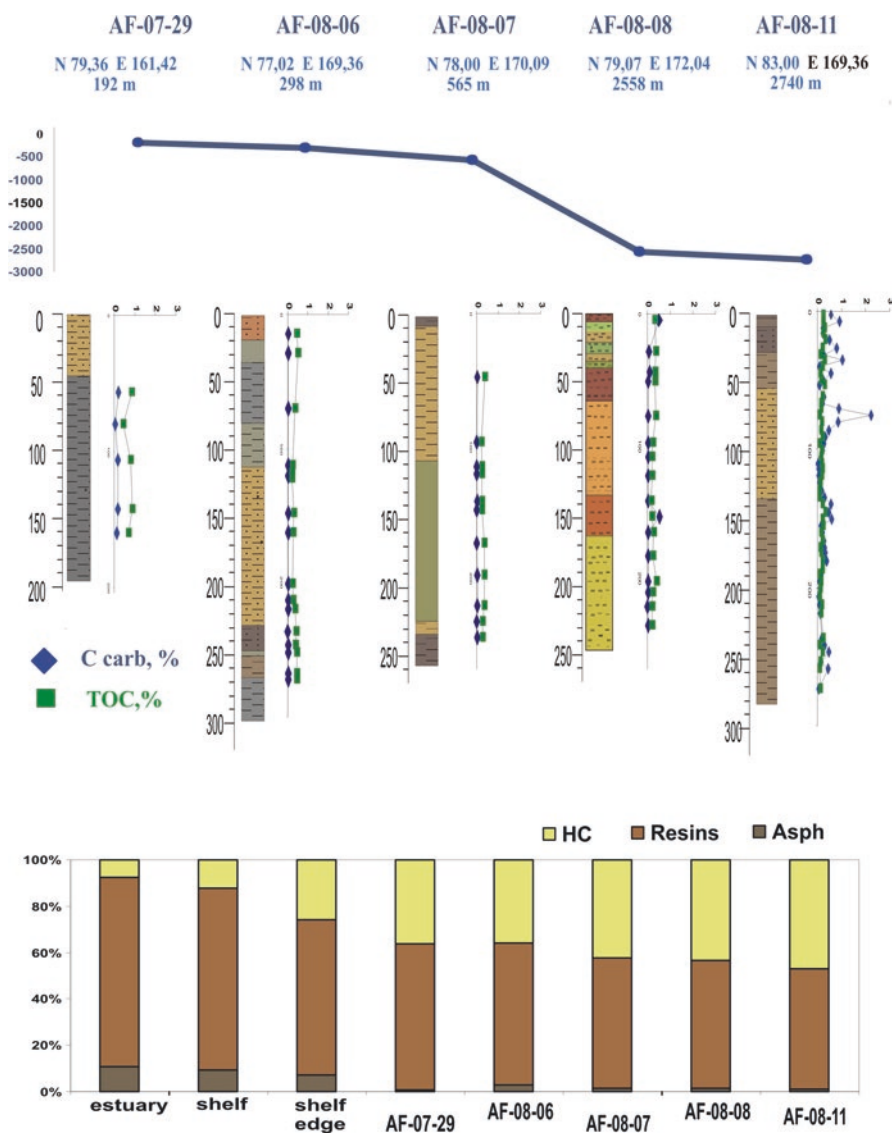 AF-07-29 AF-08-06 AF-08-07 AF-08-08 AF-08-11
N 79,36 E 161,42 N 77,02 E 169,36 N 78,00 E 170,09 N 79,07 E 172,04 N 83,00 E 169,36
192 m 298 m 565 m 2558 m 2740 m
0
-500
-1000
-1500
-2000
-2500
-3000
0 1 2 3 0 1 2 3 0 1 2 3 0 1 2 3 0 1 2 3
0 0 0 0 0
50 50 50 50 50
100 100 100 100 100
150 150 150 150 150
200 200 200 200 200
250 250 250 250
300 300
C carb, %
TOC,%
HC Resins Asph
100%
80%
60%
40%
20%
0%
estuary shelf shelf edge AF-07-29 AF-08-06 AF-08-07 AF-08-08 AF-08-11